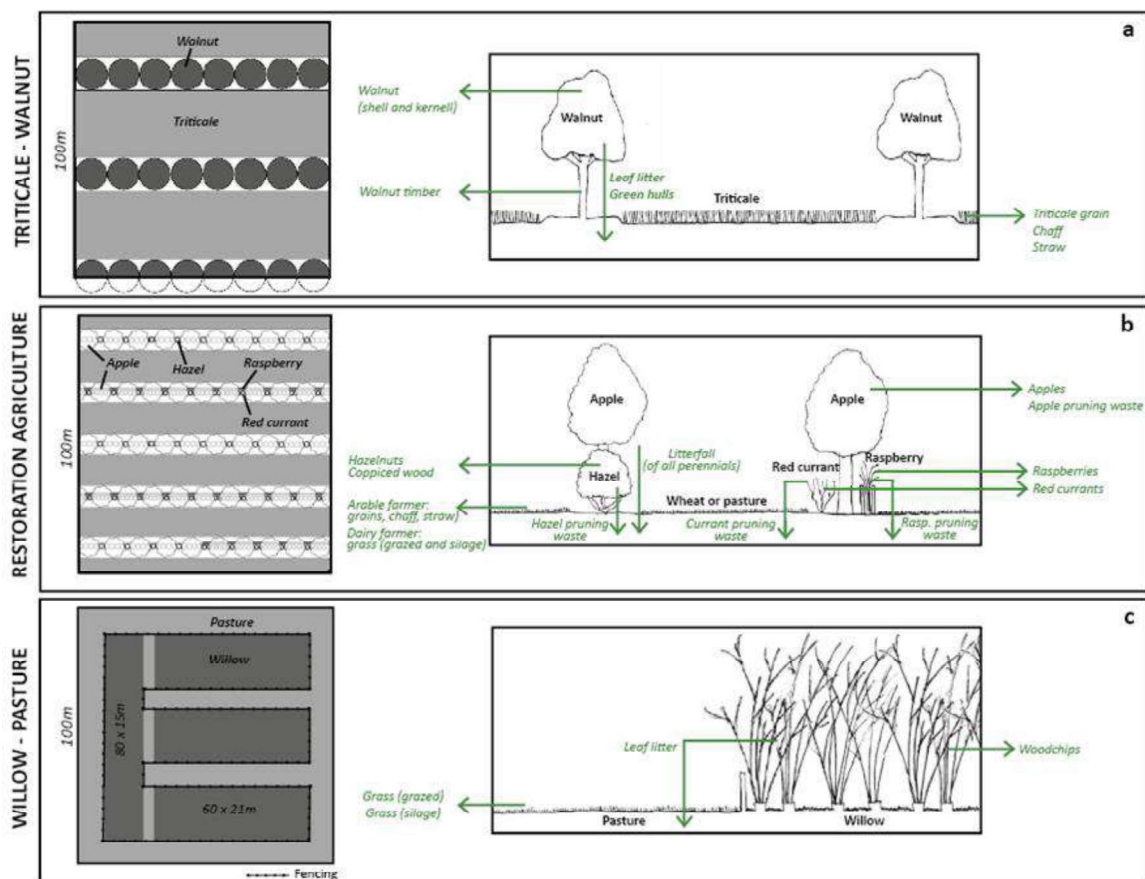 TRITICALE - WALNUT
a
100m
Walnut
Triticale
Walnut
(shell and kernell)
Walnut timber
Walnut
Leaf litter
Green hulls
Triticale
Walnut
Triticale grain
Chaff
Straw
RESTORATION AGRICULTURE
b
100m
Apple
Hazel
Raspberry
Red currant
Hazelnuts
Coppiced wood
Arable farmer:
grains, chaff, straw)
Dairy farmer:
grass (grazed and silage)
Apple
Hazel
Litterfall
(of all perennials)
Hazel pruning
waste
Wheat or pasture
Apple
Red currant
Raspberry
Currant pruning
waste
Rasp. pruning
waste
Apples
Apple pruning waste
Raspberries
Red currants
WILLOW - PASTURE
c
100m
Pasture
Willow
80 x 15m
60 x 21m
Fencing
Grass (grazed)
Grass (silage)
Leaf litter
Pasture
Willow
Woodchips